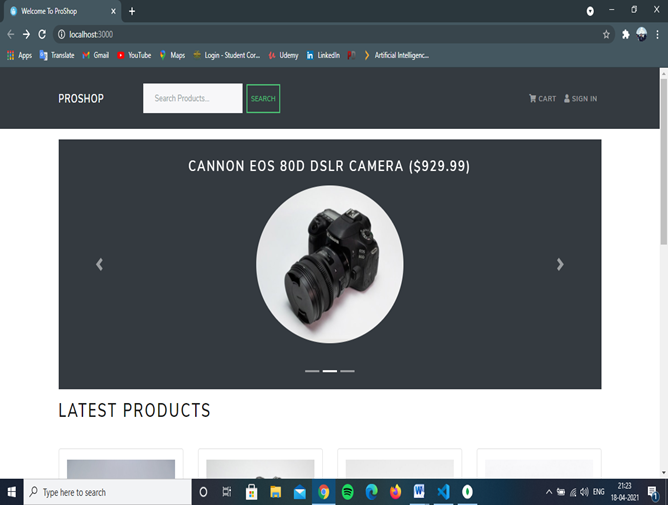 Welcome To ProShop
localhost:3000
Apps Translate Gmail YouTube Maps Login - Student Cor... Udemy LinkedIn Artificial Intelligenc...
PROSHOP Search Products... SEARCH CART SIGN IN
CANNON EOS 80D DSLR CAMERA ($929.99)
LATEST PRODUCTS
Type here to search
ENG
21:23
18-04-2021